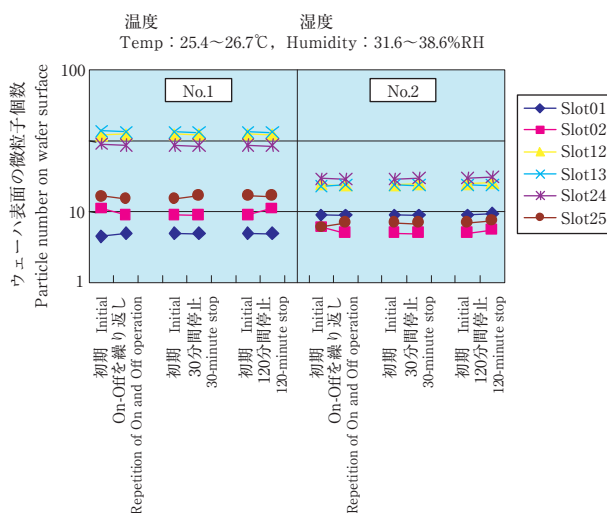 温度 湿度
Temp：25.4〜26.7℃, Humidity：31.6〜38.6%RH
ウェーハ表面の微粒子個数
Particle number on wafer surface
100
10
1
No.1
No.2
Slot01
Slot02
Slot12
Slot13
Slot24
Slot25
初期 Initial
On-Offを繰り返し
Repetition of On and Off operation
初期 Initial
30分間停止
30-minute stop
初期 Initial
120分間停止
120-minute stop
初期 Initial
On-Offを繰り返し
Repetition of On and Off operation
初期 Initial
30分間停止
30-minute stop
初期 Initial
120分間停止
120-minute stop